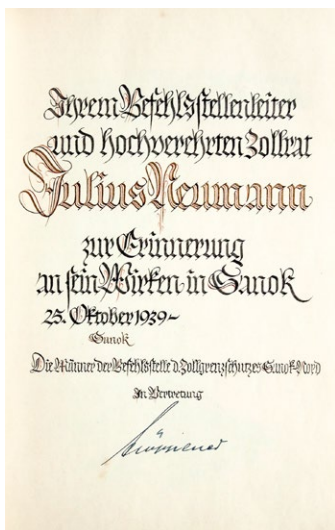 Ihrem Befehlsstellenleiter
und hochverehrten Zollrat
Julius Neumann
zur Erinnerung
an sein Wirken in Sanok
25. Oktober 1939 –
Sanok
Die Männer der Befehlsstelle d. Zollgrenzschutzes Sanok-Nord
In Vertretung